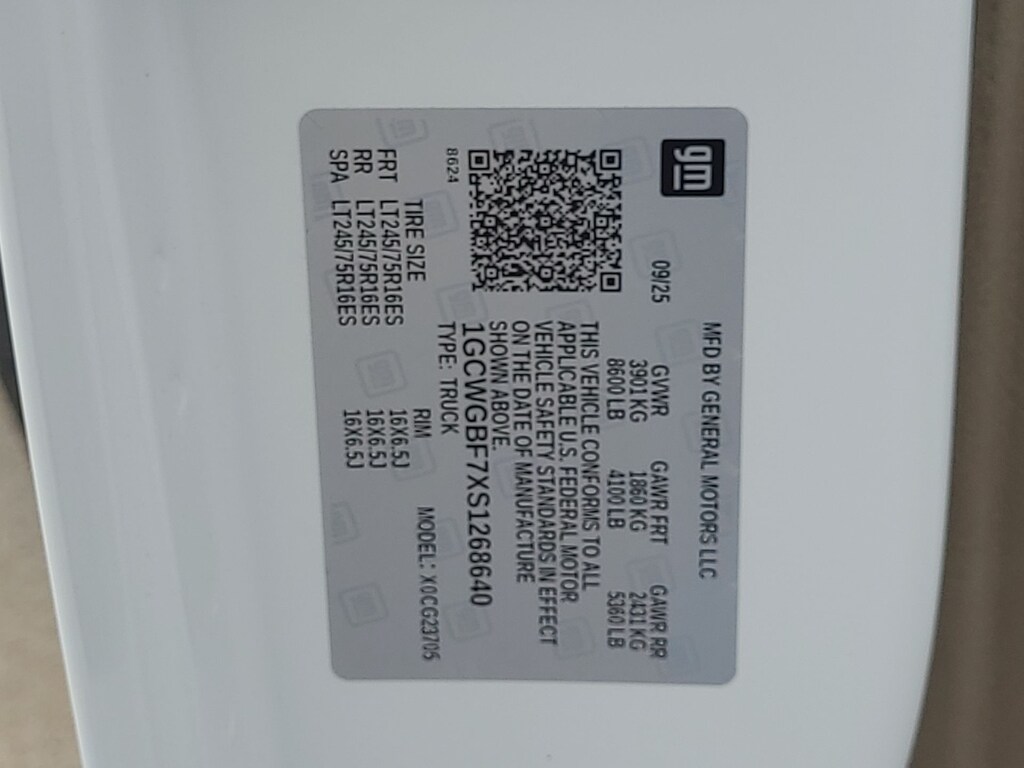 gm
MFD BY GENERAL MOTORS LLC
09/25
GVWR GAWR FRT GAWR RR
3901 KG 1860 KG 2431 KG
8600 LB 4100 LB 5360 LB
THIS VEHICLE CONFORMS TO ALL
APPLICABLE U.S. FEDERAL MOTOR
VEHICLE SAFETY STANDARDS IN EFFECT
ON THE DATE OF MANUFACTURE
SHOWN ABOVE.
1GCWGBF7XS1268640
8624
TYPE: TRUCK
MODEL: X0CG23705
TIRE SIZE RIM
FRT LT245/75R16ES 16X6.5J
RR LT245/75R16ES 16X6.5J
SPA LT245/75R16ES 16X6.5J